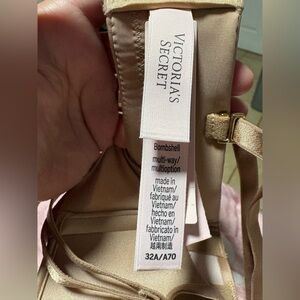 VICTORIA'S
SECRET
Bombshell
multi-way/
multioption
made in
Vietnam/
fabriqué au
Vietnam/
hecho en
Vietnam/
fabbricato in
Vietnam/
越南制造
32A/A70